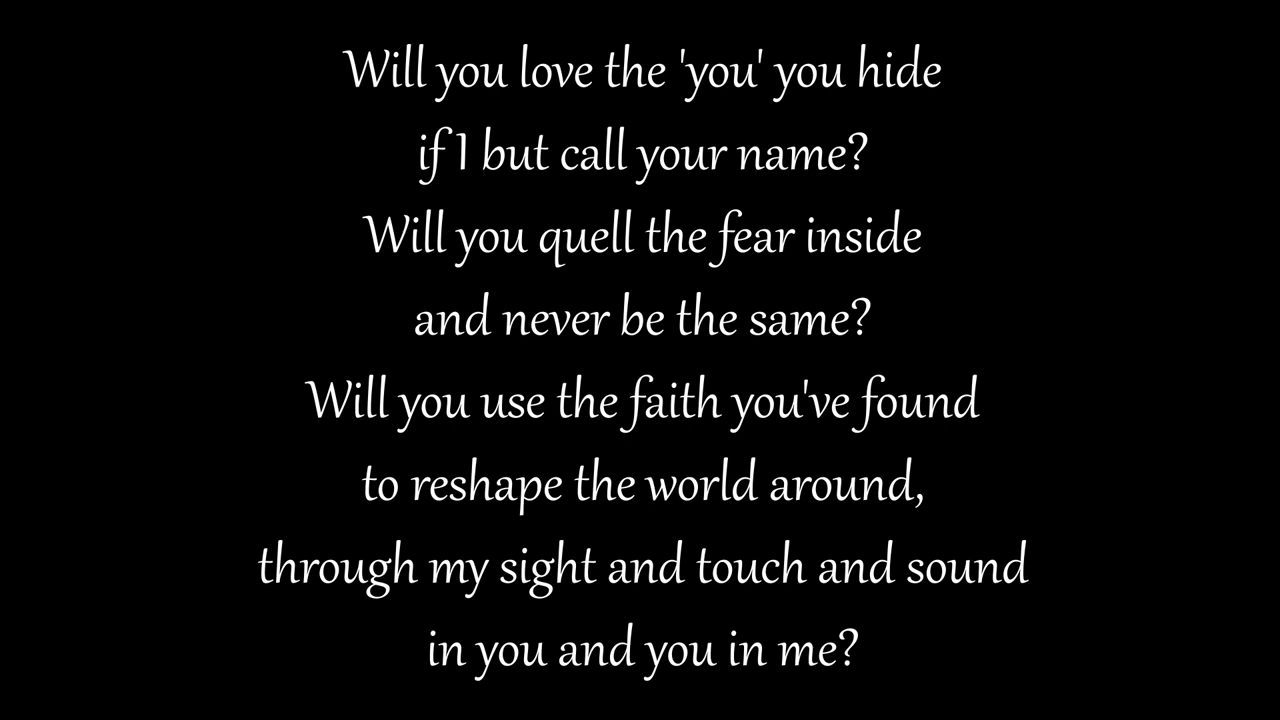 Will you love the 'you' you hide
if I but call your name?
Will you quell the fear inside
and never be the same?
Will you use the faith you've found
to reshape the world around,
through my sight and touch and sound
in you and you in me?